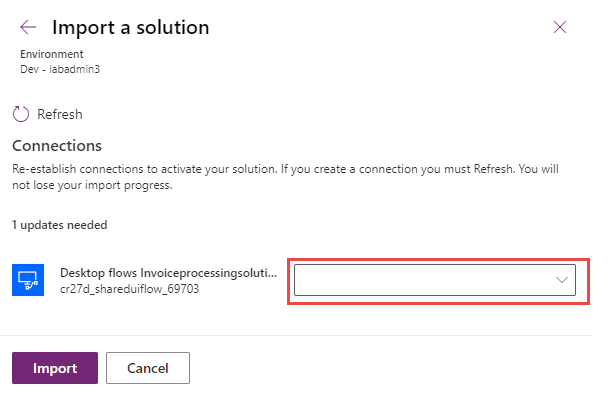 Import a solution
Environment
Dev - labadmin3
Refresh
Connections
Re-establish connections to activate your solution. If you create a connection you must Refresh. You will
not lose your import progress.
1 updates needed
Desktop flows Invoiceprocessingsoluti...
cr27d_shareduiflow_69703
Import
Cancel